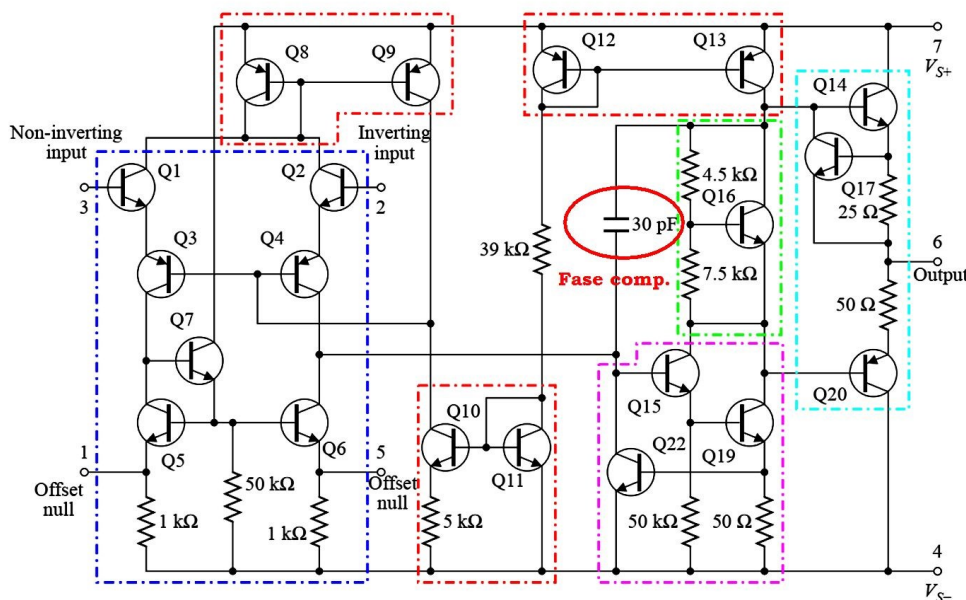 Q8
Q9
Q12
Q13
7
V_S+
Q14
Non-inverting
input
Inverting
input
Q1
Q2
3
2
4.5 kΩ
Q16
Q17
25 Ω
30 pF
6
Output
Q3
Q4
39 kΩ
Fase comp.
7.5 kΩ
50 Ω
Q7
Q15
Q20
Q10
Q22
Q19
1
Q5
Q6
5
Q11
Offset
null
50 kΩ
Offset
null
1 kΩ
1 kΩ
5 kΩ
50 kΩ
50 Ω
4
V_S−